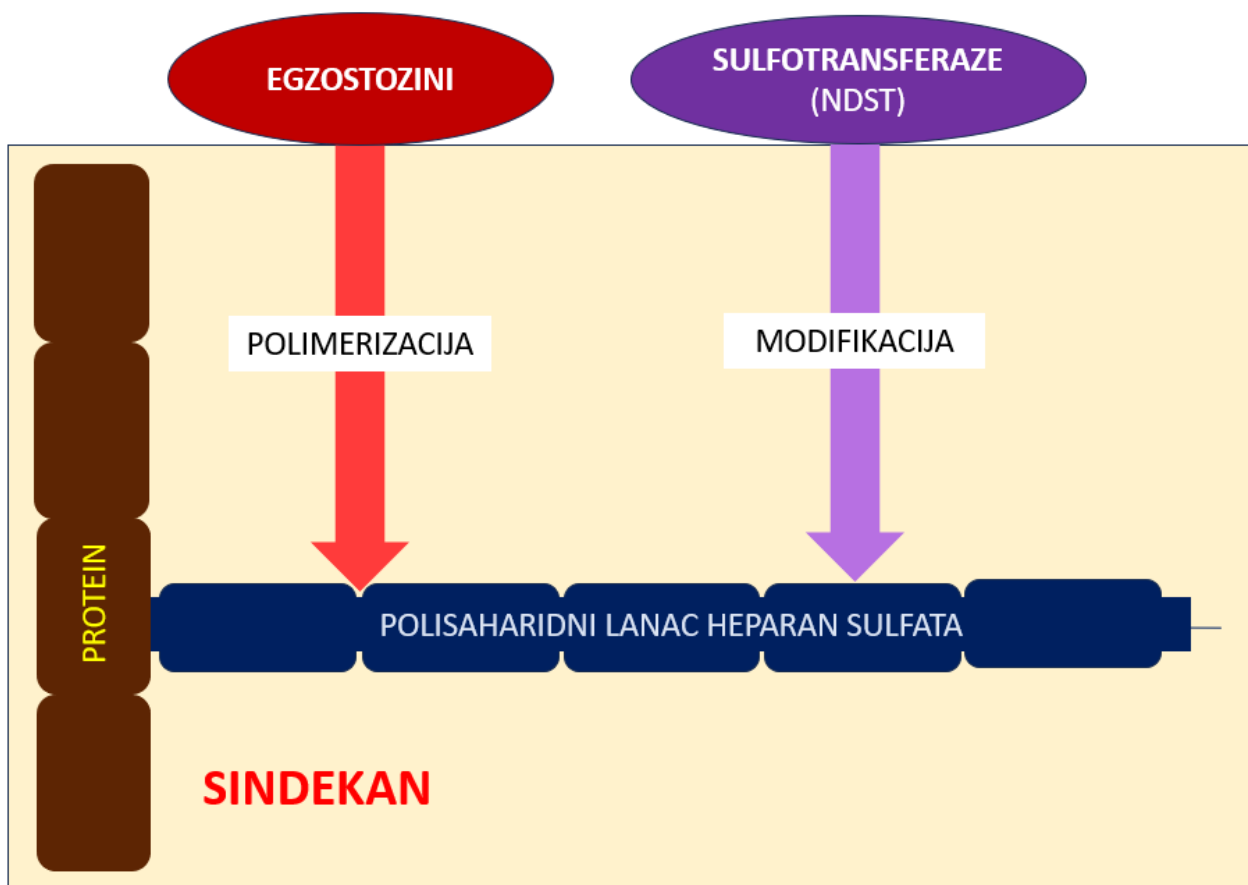 EGZOSTOZINI
SULFOTRANSFERAZE
(NDST)
POLIMERIZACIJA
MODIFIKACIJA
PROTEIN
POLISAHARIDNI LANAC HEPARAN SULFATA
SINDEKAN